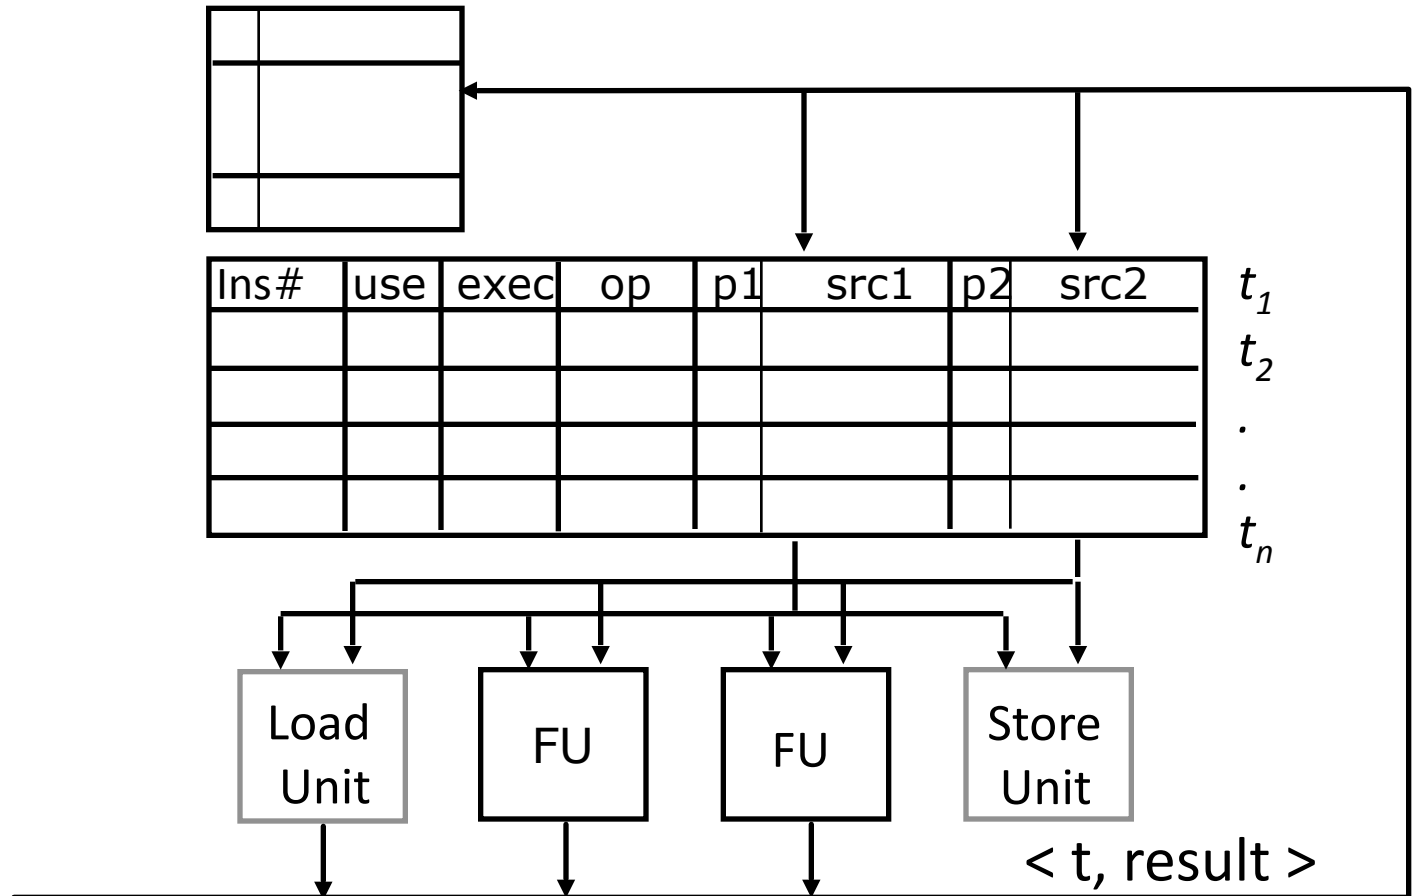 Ins# use exec op p1 src1 p2 src2 t1
t2
.
.
tn
Load Unit
FU
FU
Store Unit
< t, result >